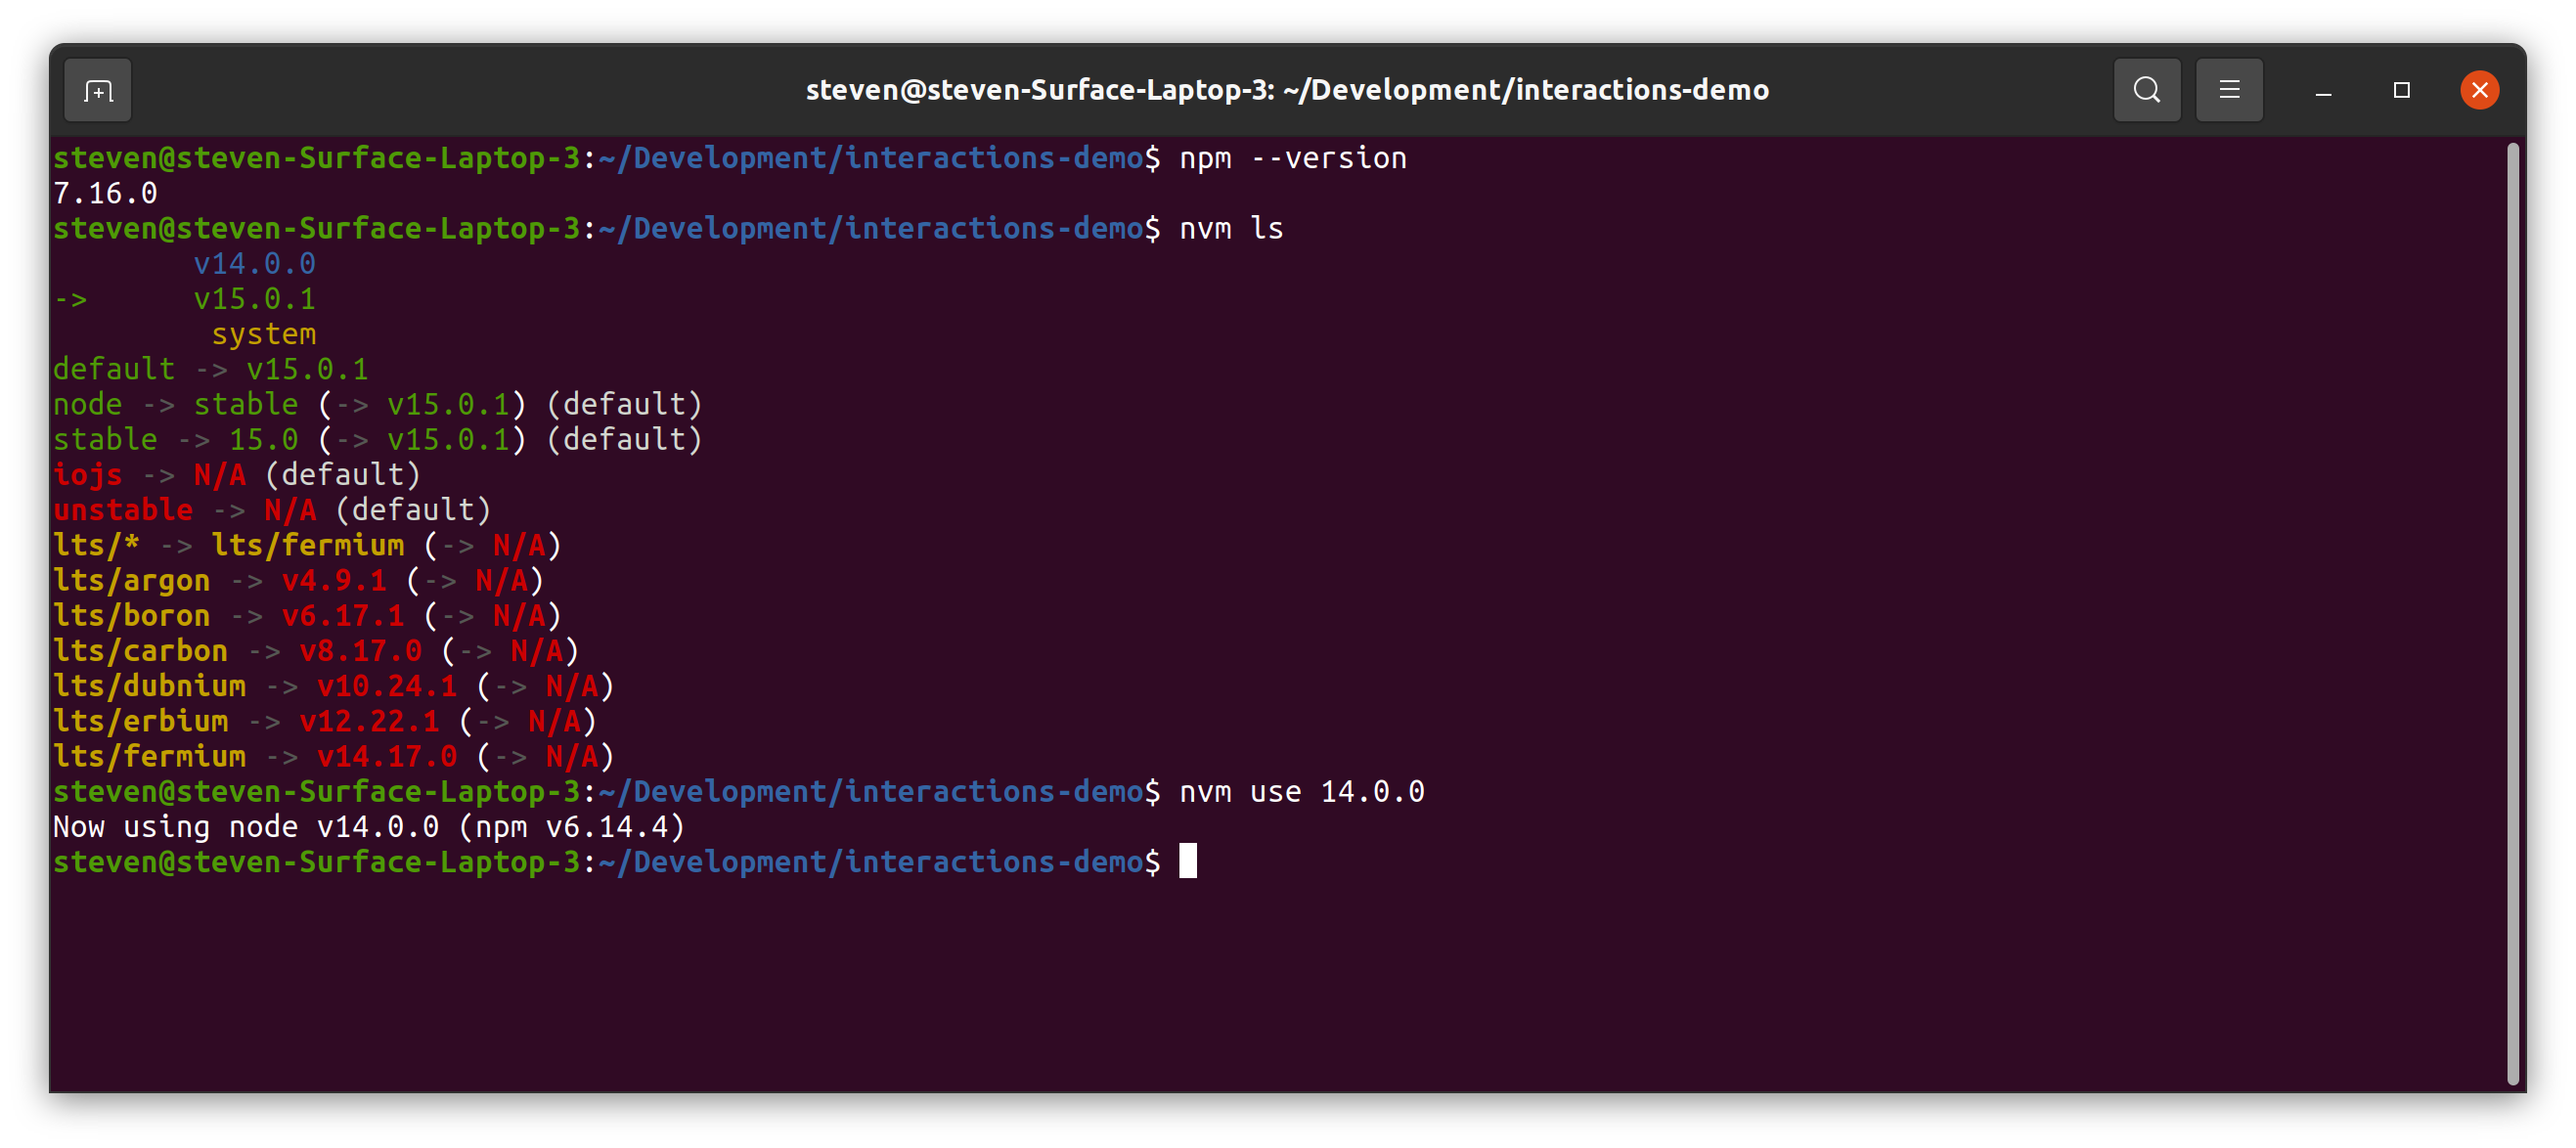 steven@steven-Surface-Laptop-3: ~/Development/interactions-demo
steven@steven-Surface-Laptop-3:~/Development/interactions-demo$ npm --version
7.16.0
steven@steven-Surface-Laptop-3:~/Development/interactions-demo$ nvm ls
        v14.0.0
->      v15.0.1
         system
default -> v15.0.1
node -> stable (-> v15.0.1) (default)
stable -> 15.0 (-> v15.0.1) (default)
iojs -> N/A (default)
unstable -> N/A (default)
lts/* -> lts/fermium (-> N/A)
lts/argon -> v4.9.1 (-> N/A)
lts/boron -> v6.17.1 (-> N/A)
lts/carbon -> v8.17.0 (-> N/A)
lts/dubnium -> v10.24.1 (-> N/A)
lts/erbium -> v12.22.1 (-> N/A)
lts/fermium -> v14.17.0 (-> N/A)
steven@steven-Surface-Laptop-3:~/Development/interactions-demo$ nvm use 14.0.0
Now using node v14.0.0 (npm v6.14.4)
steven@steven-Surface-Laptop-3:~/Development/interactions-demo$